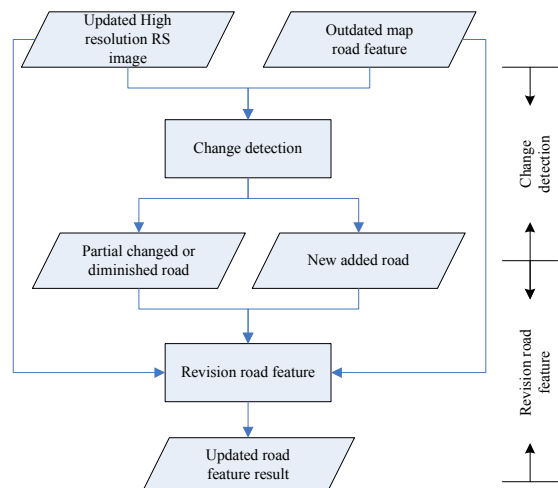 Updated High
resolution RS
image
Outdated map
road feature
Change detection
Partial changed or
diminished road
New added road
Revision road feature
Updated road
feature result
Change
detection
Revision road
feature